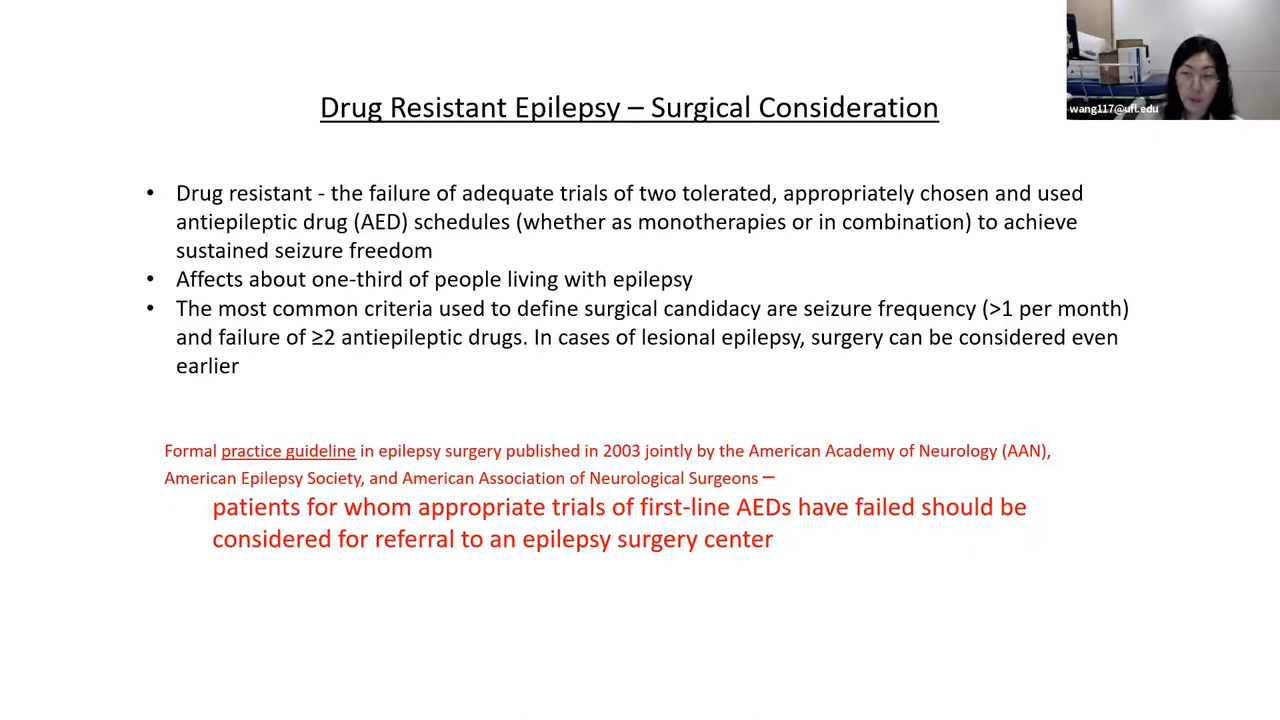 wang117@ufl.edu
Drug Resistant Epilepsy – Surgical Consideration
• Drug resistant - the failure of adequate trials of two tolerated, appropriately chosen and used
antiepileptic drug (AED) schedules (whether as monotherapies or in combination) to achieve
sustained seizure freedom
• Affects about one-third of people living with epilepsy
• The most common criteria used to define surgical candidacy are seizure frequency (>1 per month)
and failure of ≥2 antiepileptic drugs. In cases of lesional epilepsy, surgery can be considered even
earlier
Formal practice guideline in epilepsy surgery published in 2003 jointly by the American Academy of Neurology (AAN),
American Epilepsy Society, and American Association of Neurological Surgeons –
patients for whom appropriate trials of first-line AEDs have failed should be
considered for referral to an epilepsy surgery center